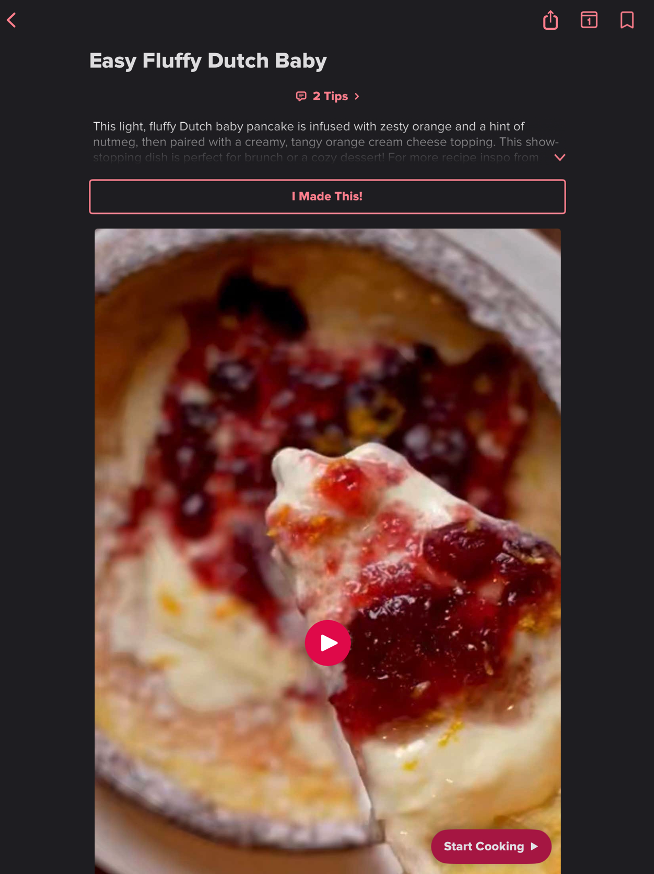 1
Easy Fluffy Dutch Baby
2 Tips
This light, fluffy Dutch baby pancake is infused with zesty orange and a hint of
nutmeg, then paired with a creamy, tangy orange cream cheese topping. This show-
stopping dish is perfect for brunch or a cozy dessert! For more recipe inspo from
I Made This!
Start Cooking